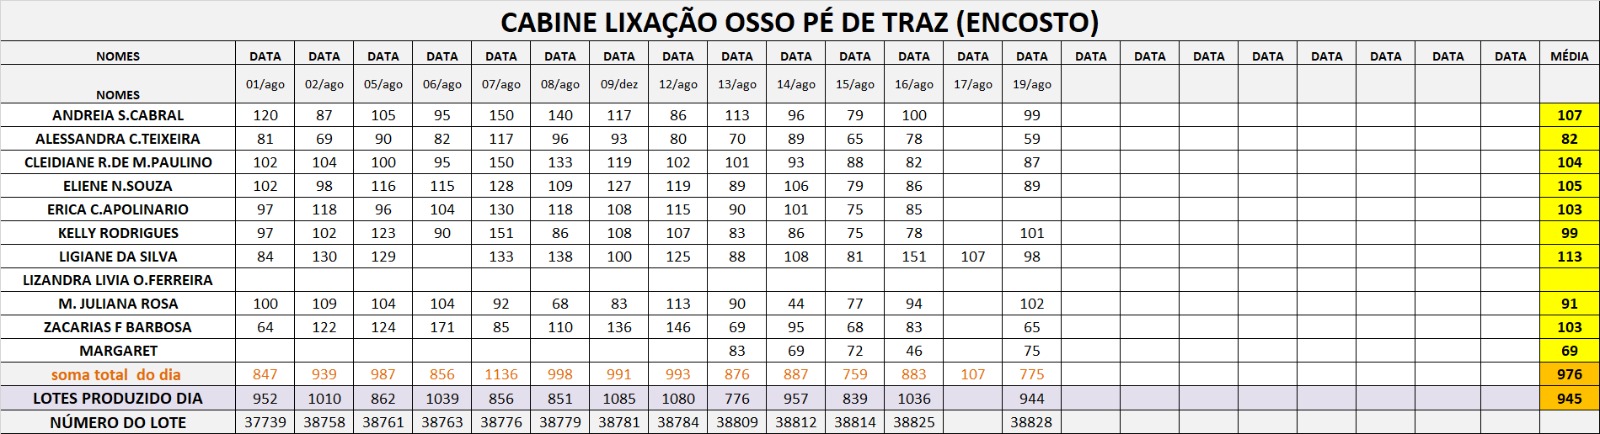 CABINE LIXAÇÃO OSSO PÉ DE TRAZ (ENCOSTO)
NOMES DATA DATA DATA DATA DATA DATA DATA DATA DATA DATA DATA DATA DATA DATA DATA DATA DATA DATA DATA DATA DATA DATA MÉDIA
NOMES 01/ago 02/ago 05/ago 06/ago 07/ago 08/ago 09/dez 12/ago 13/ago 14/ago 15/ago 16/ago 17/ago 19/ago
ANDREIA S.CABRAL 120 87 105 95 150 140 117 86 113 96 79 100 99 107
ALESSANDRA C.TEIXEIRA 81 69 90 82 117 96 93 80 70 89 65 78 59 82
CLEIDIANE R.DE M.PAULINO 102 104 100 95 150 133 119 102 101 93 88 82 87 104
ELIENE N.SOUZA 102 98 116 115 128 109 127 119 89 106 79 86 89 105
ERICA C.APOLINARIO 97 118 96 104 130 118 108 115 90 101 75 85 103
KELLY RODRIGUES 97 102 123 90 151 86 108 107 83 86 75 78 101 99
LIGIANE DA SILVA 84 130 129 133 138 100 125 88 108 81 151 107 98 113
LIZANDRA LIVIA O.FERREIRA
M. JULIANA ROSA 100 109 104 104 92 68 83 113 90 44 77 94 102 91
ZACARIAS F BARBOSA 64 122 124 171 85 110 136 146 69 95 68 83 65 103
MARGARET 83 69 72 46 75 69
soma total do dia 847 939 987 856 1136 998 991 993 876 887 759 883 107 775 976
LOTES PRODUZIDO DIA 952 1010 862 1039 856 851 1085 1080 776 957 839 1036 944 945
NÚMERO DO LOTE 37739 38758 38761 38763 38776 38779 38781 38784 38809 38812 38814 38825 38828